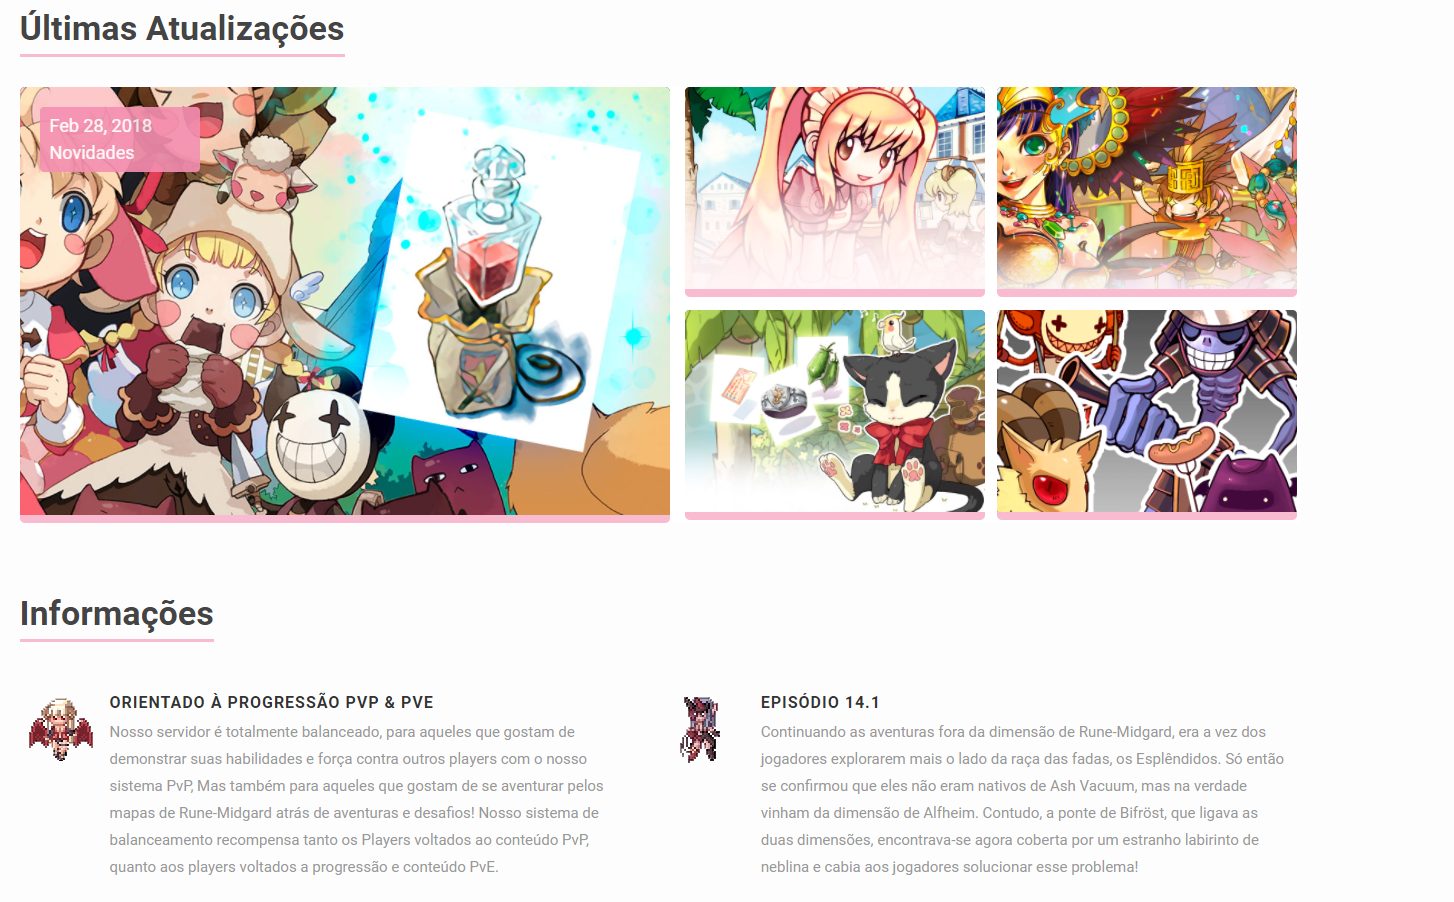 Últimas Atualizações
Feb 28, 2018
Novidades
Informações
ORIENTADO À PROGRESSÃO PVP & PVE
Nosso servidor é totalmente balanceado, para aqueles que gostam de
demonstrar suas habilidades e força contra outros players com o nosso
sistema PvP, Mas também para aqueles que gostam de se aventurar pelos
mapas de Rune-Midgard atrás de aventuras e desafios! Nosso sistema de
balanceamento recompensa tanto os Players voltados ao conteúdo PvP,
quanto aos players voltados a progressão e conteúdo PvE.
EPISÓDIO 14.1
Continuando as aventuras fora da dimensão de Rune-Midgard, era a vez dos
jogadores explorarem mais o lado da raça das fadas, os Esplêndidos. Só então
se confirmou que eles não eram nativos de Ash Vacuum, mas na verdade
vinham da dimensão de Alfheim. Contudo, a ponte de Bifröst, que ligava as
duas dimensões, encontrava-se agora coberta por um estranho labirinto de
neblina e cabia aos jogadores solucionar esse problema!